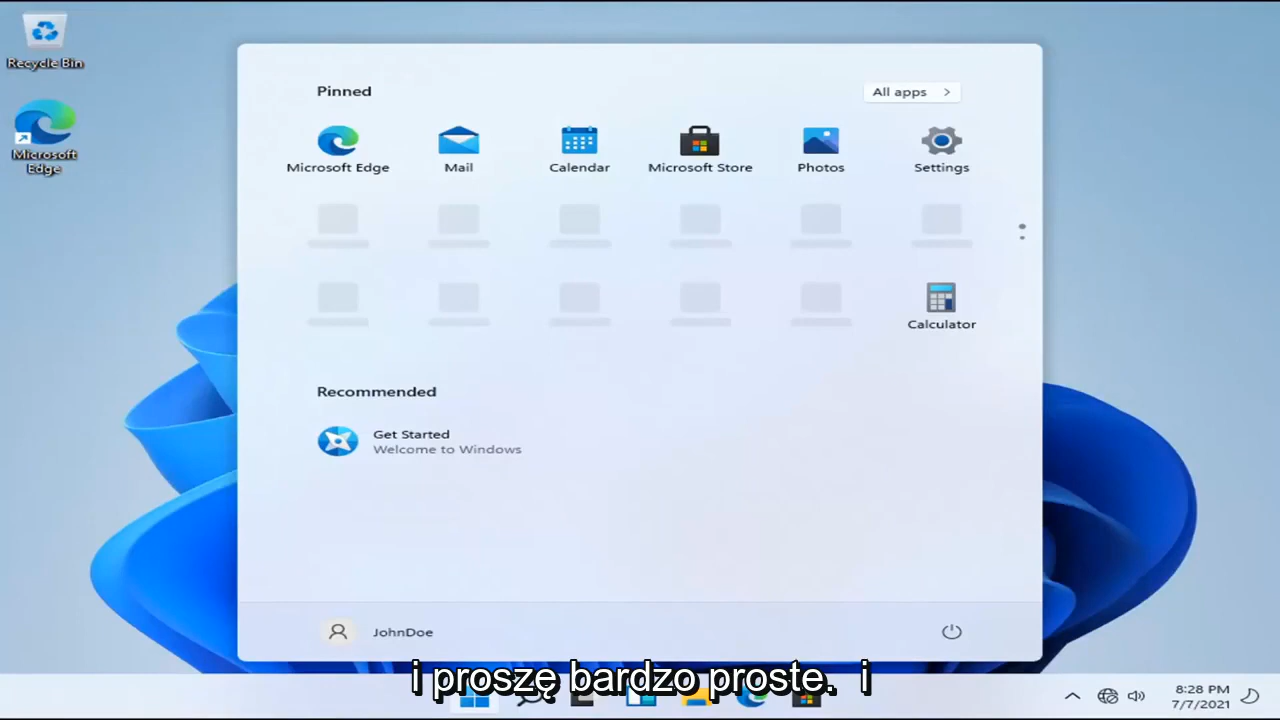 Recycle Bin
Microsoft
Edge
Pinned
All apps
Microsoft Edge
Mail
Calendar
Microsoft Store
Photos
Settings
Calculator
Recommended
Get Started
Welcome to Windows
JohnDoe
i proszę bardzo proste. i
8:28 PM
7/7/2021